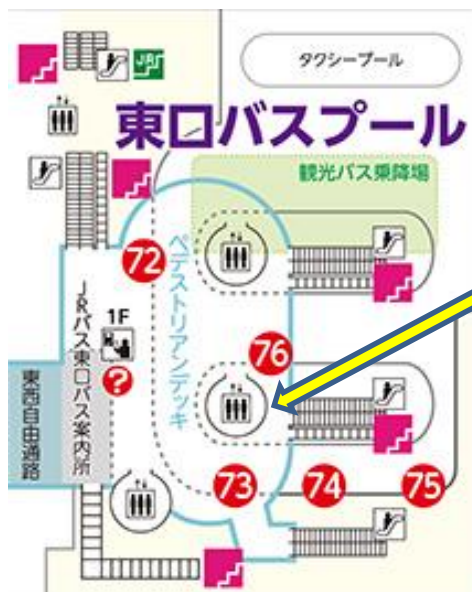 タクシープール
JR
東口バスプール
観光バス乗降場
72
ペデストリアンデッキ
1F
JRバス東口バス案内所
?
76
東西自由通路
73
74
75